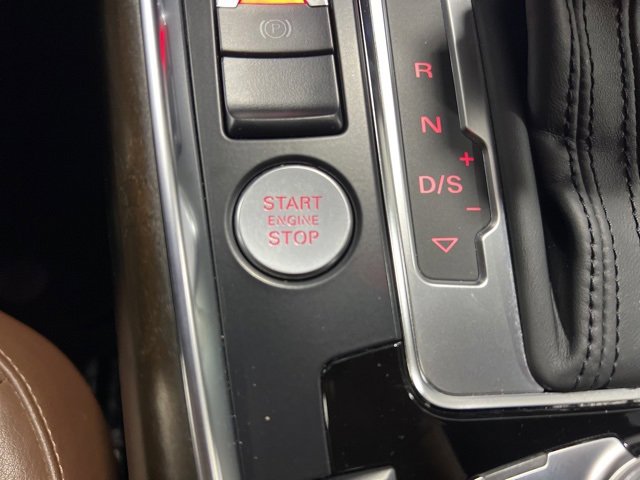 (P)
START
ENGINE
STOP
R
N
+
D/S
−